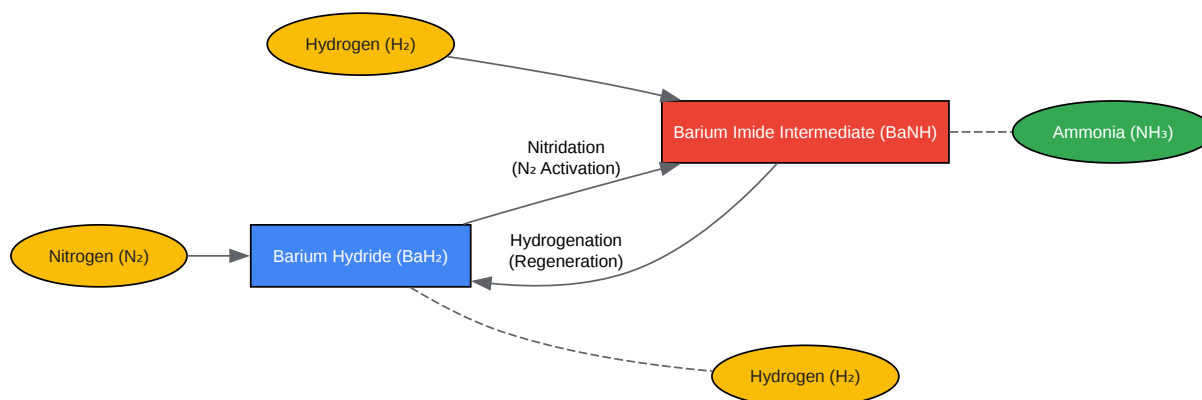 Hydrogen (H₂)
Barium Imide Intermediate (BaNH)
Ammonia (NH₃)
Nitridation
(N₂ Activation)
Nitrogen (N₂)
Barium Hydride (BaH₂)
Hydrogenation
(Regeneration)
Hydrogen (H₂)